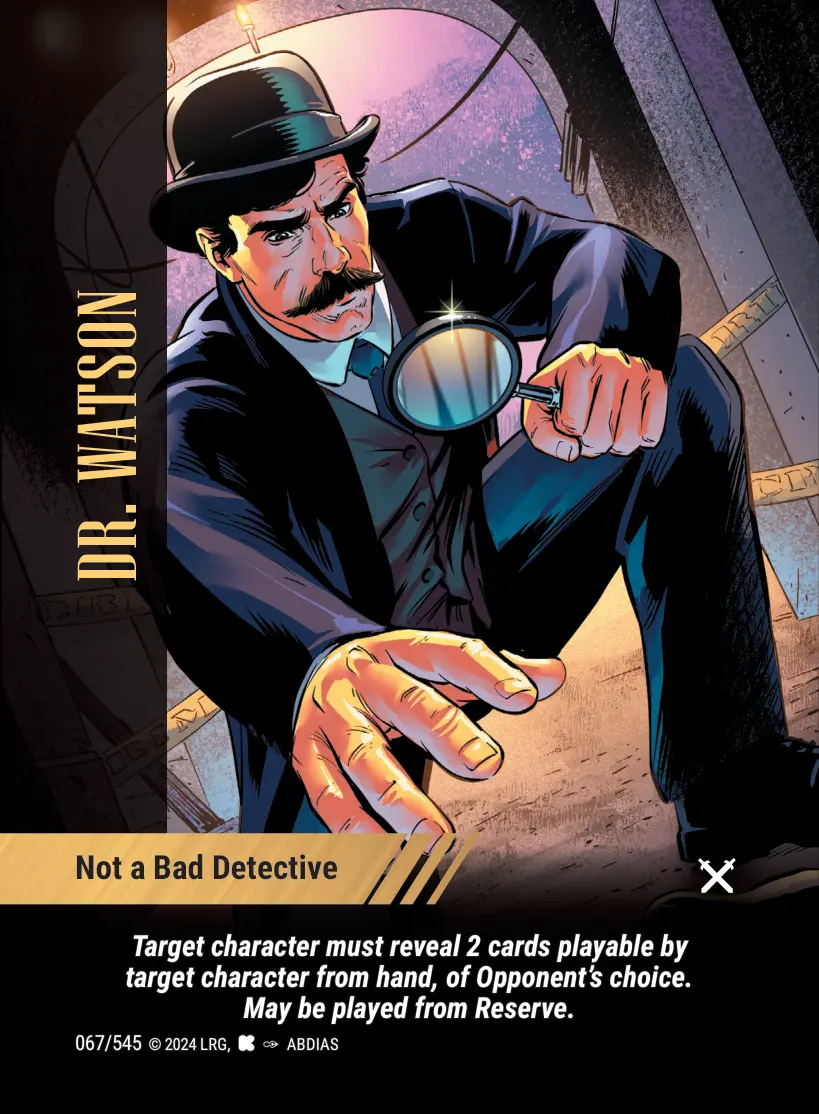 DR. WATSON
Not a Bad Detective
Target character must reveal 2 cards playable by
target character from hand, of Opponent's choice.
May be played from Reserve.
067/545 © 2024 LRG, ABDIAS